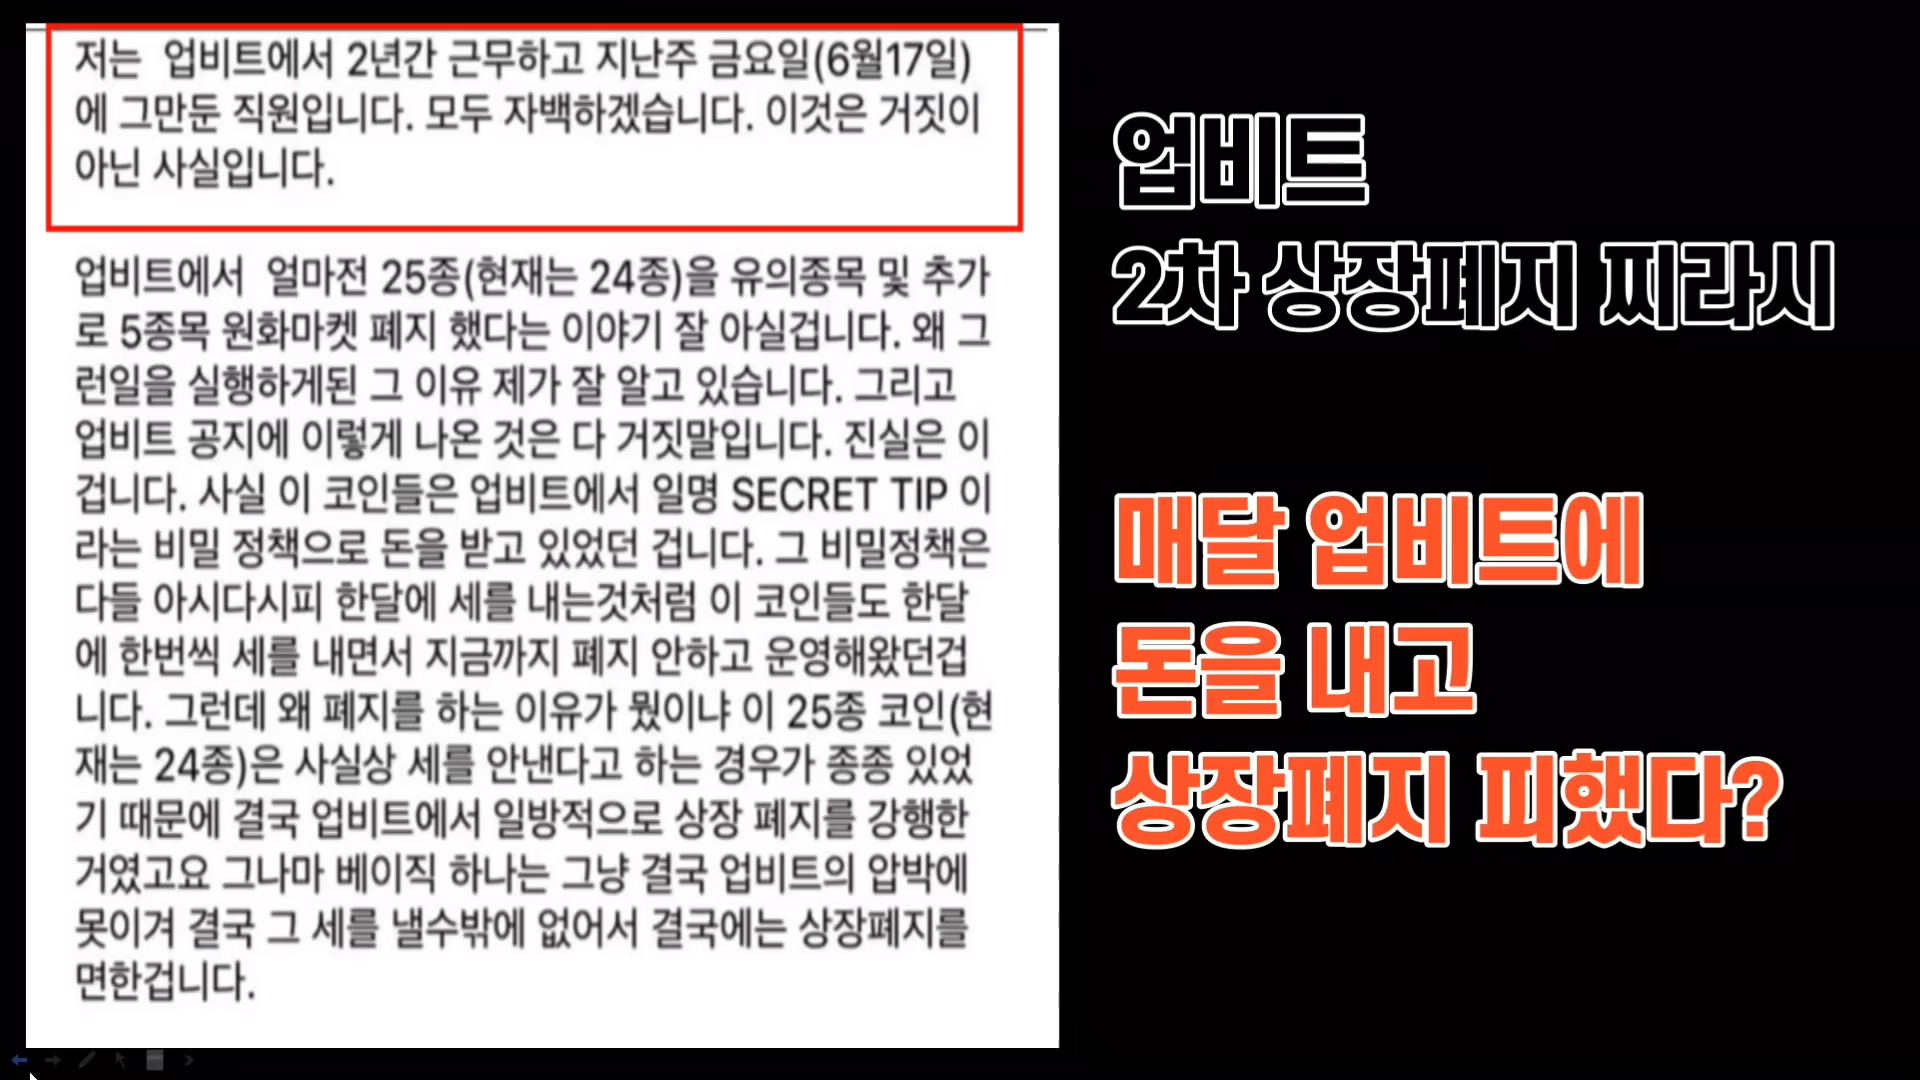 저는  업비트에서 2년간 근무하고 지난주 금요일(6월17일)
에 그만둔 직원입니다. 모두 자백하겠습니다. 이것은 거짓이
아닌 사실입니다.
업비트에서  얼마전 25종(현재는 24종)을 유의종목 및 추가
로 5종목 원화마켓 폐지 했다는 이야기 잘 아실겁니다. 왜 그
런일을 실행하게된 그 이유 제가 잘 알고 있습니다. 그리고
업비트 공지에 이렇게 나온 것은 다 거짓말입니다. 진실은 이
겁니다. 사실 이 코인들은 업비트에서 일명 SECRET TIP 이
라는 비밀 정책으로 돈을 받고 있었던 겁니다. 그 비밀정책은
다들 아시다시피 한달에 세를 내는것처럼 이 코인들도 한달
에 한번씩 세를 내면서 지금까지 폐지 안하고 운영해왔던겁
니다. 그런데 왜 폐지를 하는 이유가 뭤이냐 이 25종 코인(현
재는 24종)은 사실상 세를 안낸다고 하는 경우가 종종 있었
기 때문에 결국 업비트에서 일방적으로 상장 폐지를 강행한
거였고요 그나마 베이직 하나는 그냥 결국 업비트의 압박에
못이겨 결국 그 세를 낼수밖에 없어서 결국에는 상장폐지를
면한겁니다.
업비트
2차 상장폐지 찌라시
매달 업비트에
돈을 내고
상장폐지 피했다?